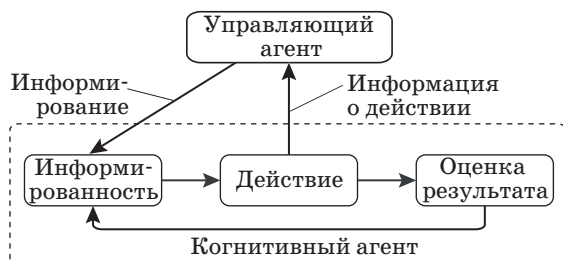 Управляющий
агент
Информи-
рование
Информация
о действии
Информи-
рованность
Действие
Оценка
результата
Когнитивный агент